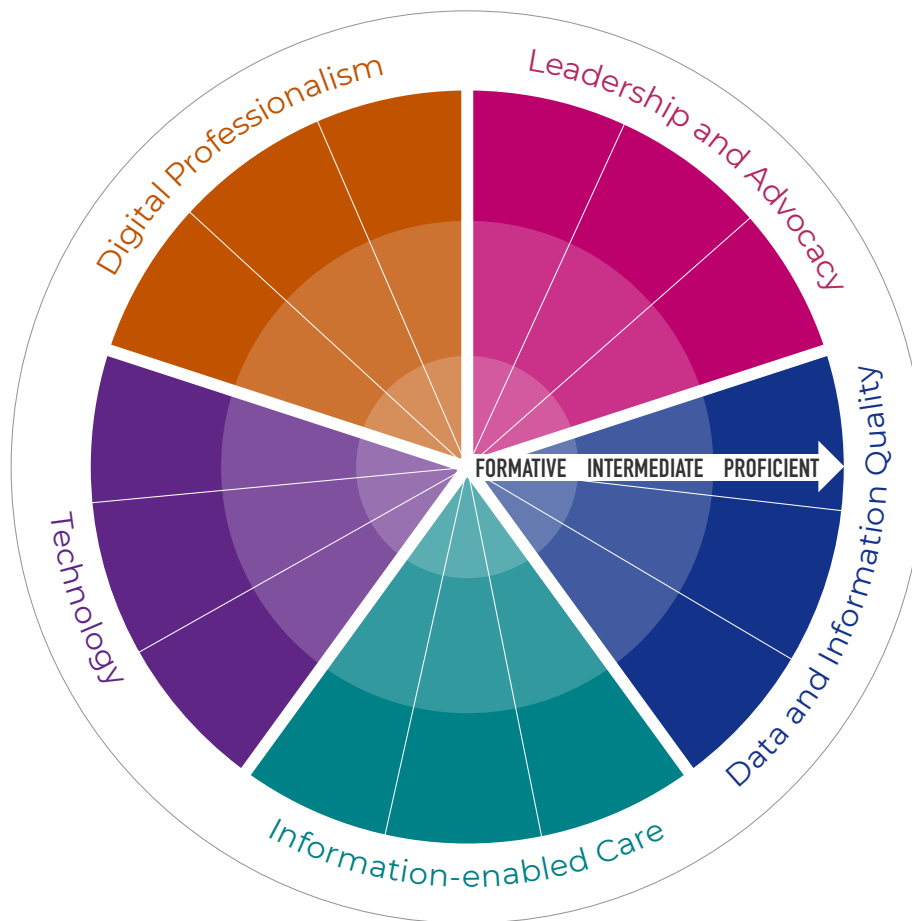 Digital Professionalism
Leadership and Advocacy
Data and Information Quality
Information-enabled Care
Technology
FORMATIVE INTERMEDIATE PROFICIENT